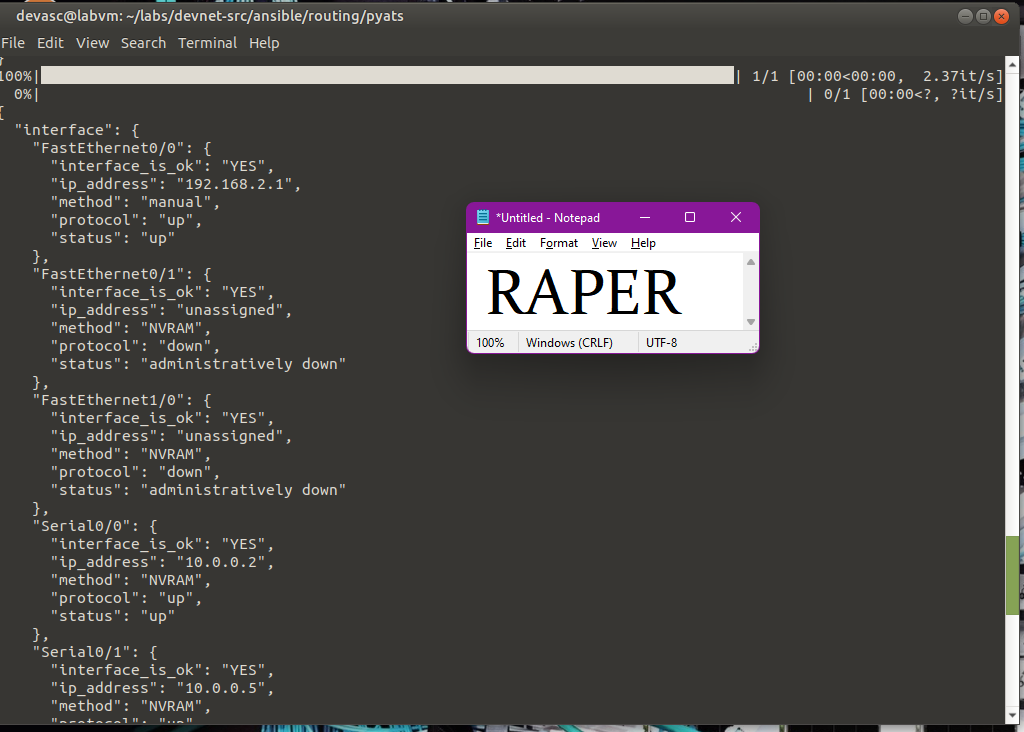 devasc@labvm: ~/labs/devnet-src/ansible/routing/pyats
File Edit View Search Terminal Help
100%| | 1/1 [00:00<00:00, 2.37it/s]
0%| | 0/1 [00:00<?, ?it/s]
{
"interface": {
"FastEthernet0/0": {
"interface_is_ok": "YES",
"ip_address": "192.168.2.1",
"method": "manual",
"protocol": "up",
"status": "up"
},
"FastEthernet0/1": {
"interface_is_ok": "YES",
"ip_address": "unassigned",
"method": "NVRAM",
"protocol": "down",
"status": "administratively down"
},
"FastEthernet1/0": {
"interface_is_ok": "YES",
"ip_address": "unassigned",
"method": "NVRAM",
"protocol": "down",
"status": "administratively down"
},
"Serial0/0": {
"interface_is_ok": "YES",
"ip_address": "10.0.0.2",
"method": "NVRAM",
"protocol": "up",
"status": "up"
},
"Serial0/1": {
"interface_is_ok": "YES",
"ip_address": "10.0.0.5",
"method": "NVRAM",
"protocol": "up"
*Untitled - Notepad
File Edit Format View Help
RAPER
100% Windows (CRLF) UTF-8